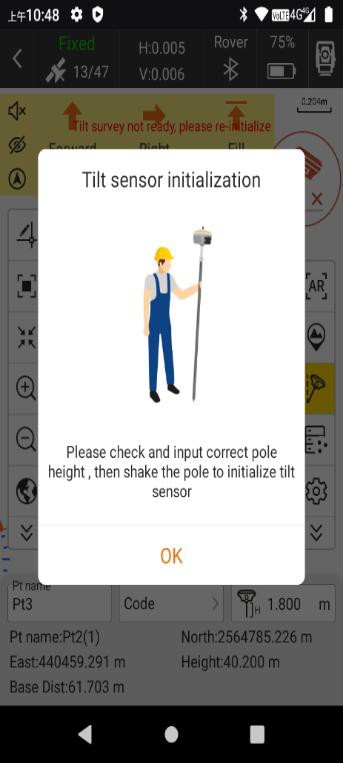 上午10:48
VoLTE 4G 4G
Fixed
H:0.005
Rover
75%
13/47
V:0.006
0.204m
Tilt survey not ready, please re-initialize
Forward
Right
Fill
Tilt sensor initialization
AR
Please check and input correct pole
height , then shake the pole to initialize tilt
sensor
OK
Pt name
Pt3
Code
H
1.800 m
Pt name:Pt2(1)
North:2564785.226 m
East:440459.291 m
Height:40.200 m
Base Dist:61.703 m